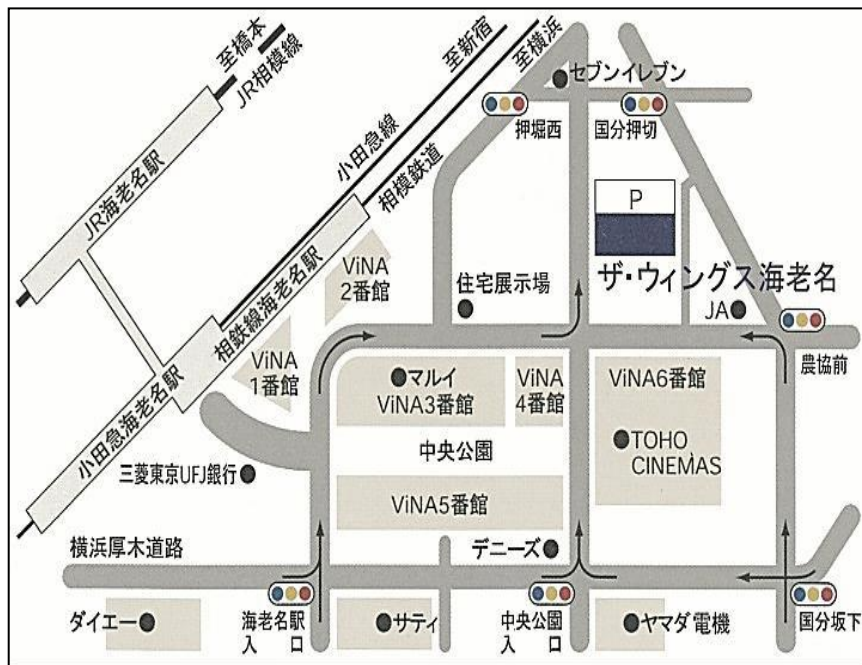 至橋本
JR相模線
至新宿
至横浜
小田急線
相模鉄道
セブンイレブン
押堀西
国分押切
JR海老名駅
相鉄線海老名駅
小田急海老名駅
P
ザ・ウィングス海老名
ViNA
2番館
住宅展示場
JA
農協前
ViNA
1番館
マルイ
ViNA3番館
ViNA
4番館
ViNA6番館
中央公園
TOHO
CINEMAS
三菱東京UFJ銀行
ViNA5番館
横浜厚木道路
デニーズ
ダイエー
海老名駅
入口
サティ
中央公園
入口
ヤマダ電機
国分坂下